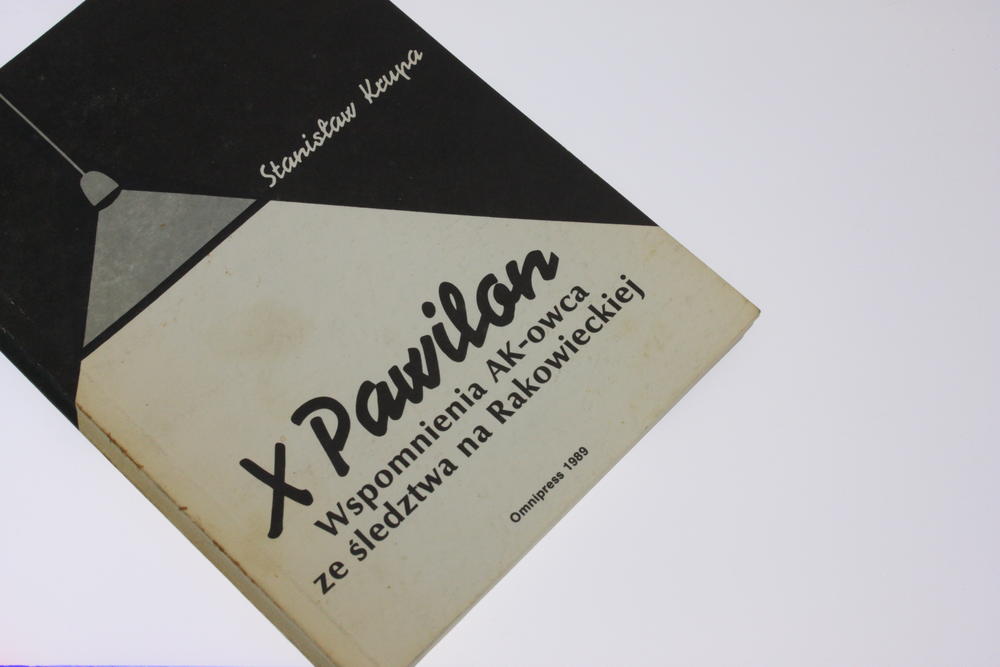 Stanisław Krupa
X Pawilon
Wspomnienia AK-owca
ze śledztwa na Rakowieckiej
Omnipress 1989